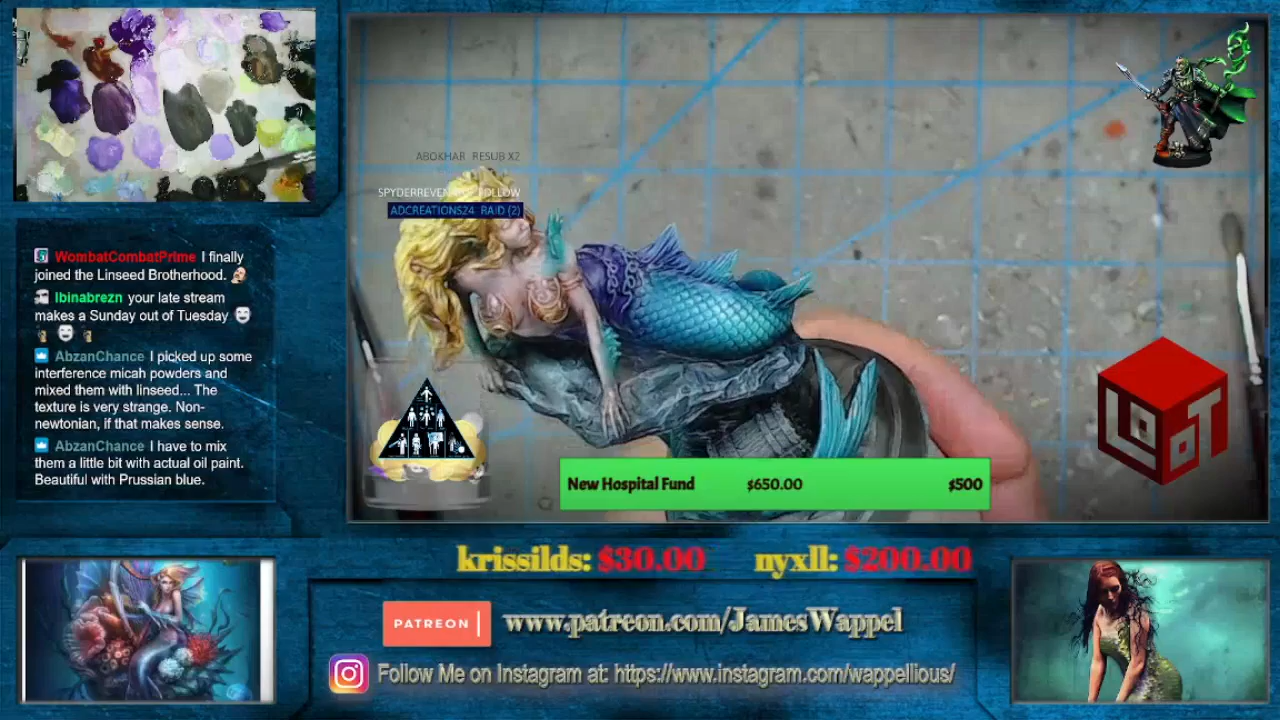 ABOKHAR RESUB X2
FOLLOW
ADCREATIONS24 RAID (2)
WombatCombatPrime I finally
joined the Linseed Brotherhood.
Ibinabrezn your late stream
makes a Sunday out of Tuesday
AbzanChance I picked up some
interference micah powders and
mixed them with linseed... The
texture is very strange. Non-
newtonian, if that makes sense.
AbzanChance I have to mix
them a little bit with actual oil paint.
Beautiful with Prussian blue.
LOOT
New Hospital Fund $650.00 $500
krissilds: $30.00 nyxll: $200.00
PATREON www.patreon.com/JamesWappel
Follow Me on Instagram at: https://www.instagram.com/wappellious/